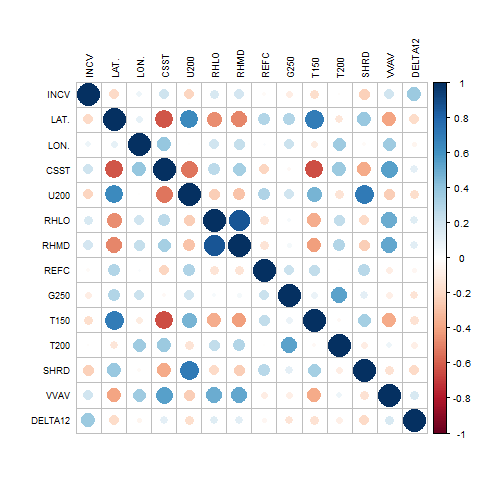 INCV LAT. LON. CSST U200 RHLO RHMD REFC G250 T150 T200 SHRD VVAV DELTA12
INCV
LAT.
LON.
CSST
U200
RHLO
RHMD
REFC
G250
T150
T200
SHRD
VVAV
DELTA12
1
0.8
0.6
0.4
0.2
0
-0.2
-0.4
-0.6
-0.8
-1